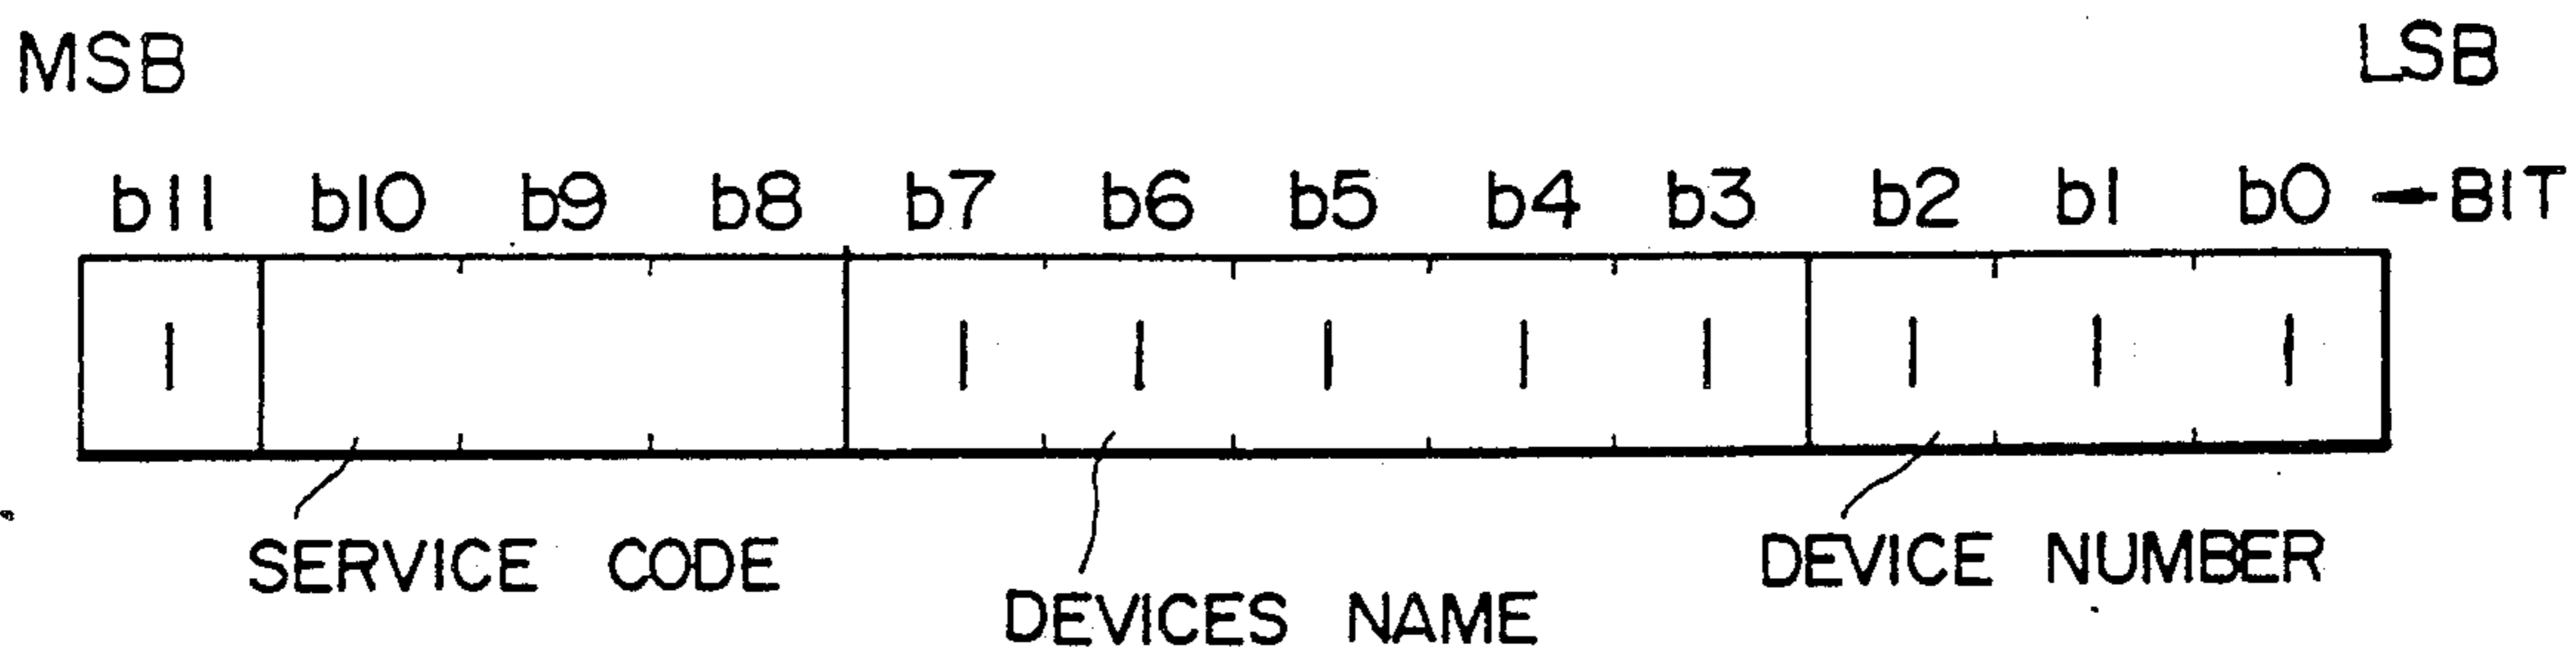 MSB LSB
b11 b10 b9 b8 b7 b6 b5 b4 b3 b2 b1 b0 ←BIT
1 1 1 1 1 1 1 1 1
SERVICE CODE DEVICE NUMBER
DEVICES NAME